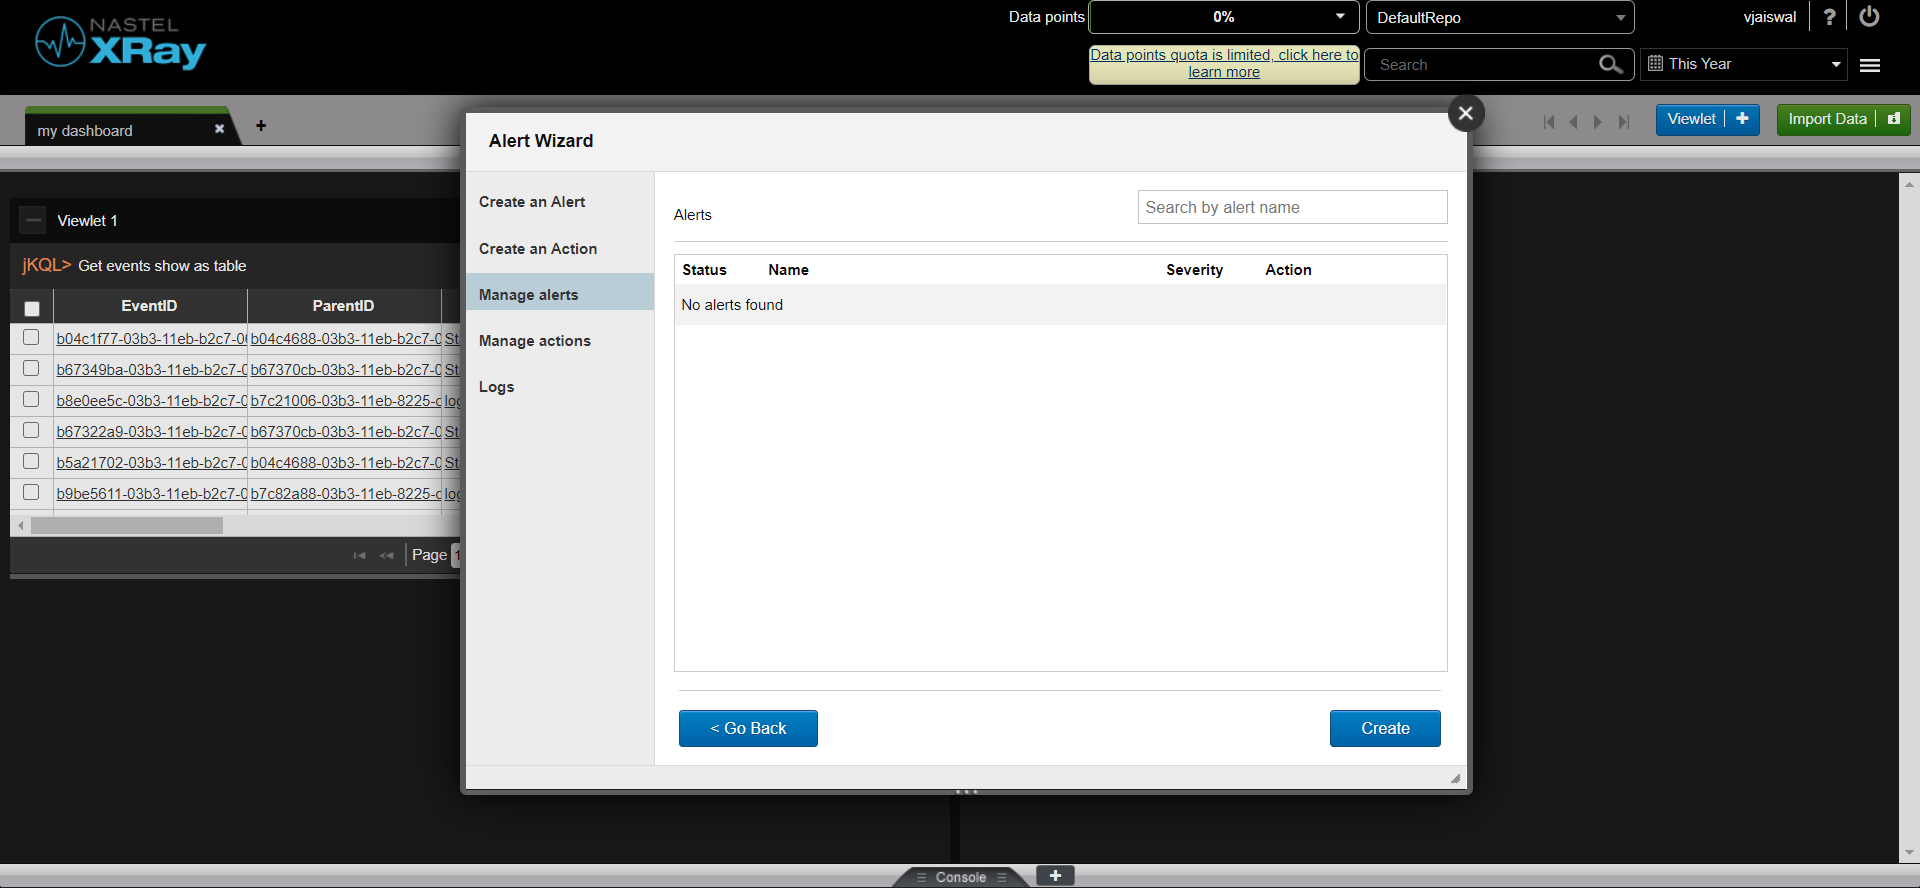 NASTEL
XRay
Data points
0%
DefaultRepo
vjaiswal
?
Data points quota is limited, click here to
learn more
Search
This Year
my dashboard
+
Viewlet +
Import Data
Viewlet 1
jKQL> Get events show as table
EventID ParentID
b04c1f77-03b3-11eb-b2c7-0 b04c4688-03b3-11eb-b2c7-0 St
b67349ba-03b3-11eb-b2c7-0 b67370cb-03b3-11eb-b2c7-0 St
b8e0ee5c-03b3-11eb-b2c7-0 b7c21006-03b3-11eb-8225-c log
b67322a9-03b3-11eb-b2c7-0 b67370cb-03b3-11eb-b2c7-0 St
b5a21702-03b3-11eb-b2c7-0 b04c4688-03b3-11eb-b2c7-0 St
b9be5611-03b3-11eb-b2c7-0 b7c82a88-03b3-11eb-8225-c log
Page 1
Alert Wizard
Create an Alert
Create an Action
Manage alerts
Manage actions
Logs
Alerts
Search by alert name
Status Name Severity Action
No alerts found
< Go Back
Create
Console
+